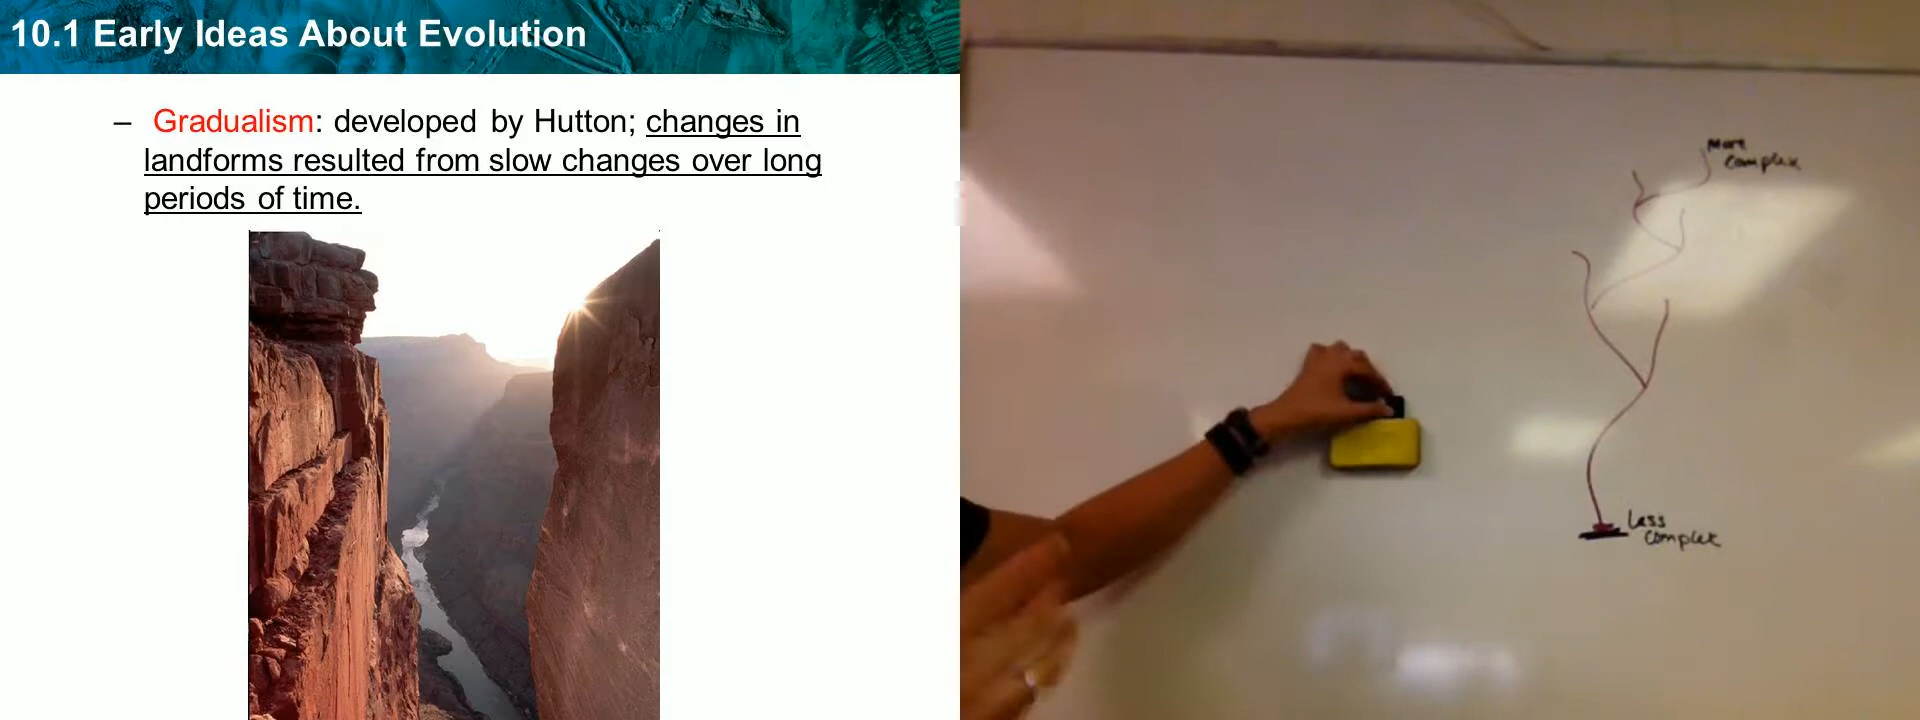 10.1 Early Ideas About Evolution
– Gradualism: developed by Hutton; changes in
landforms resulted from slow changes over long
periods of time.
More
Complex
Less
Complex